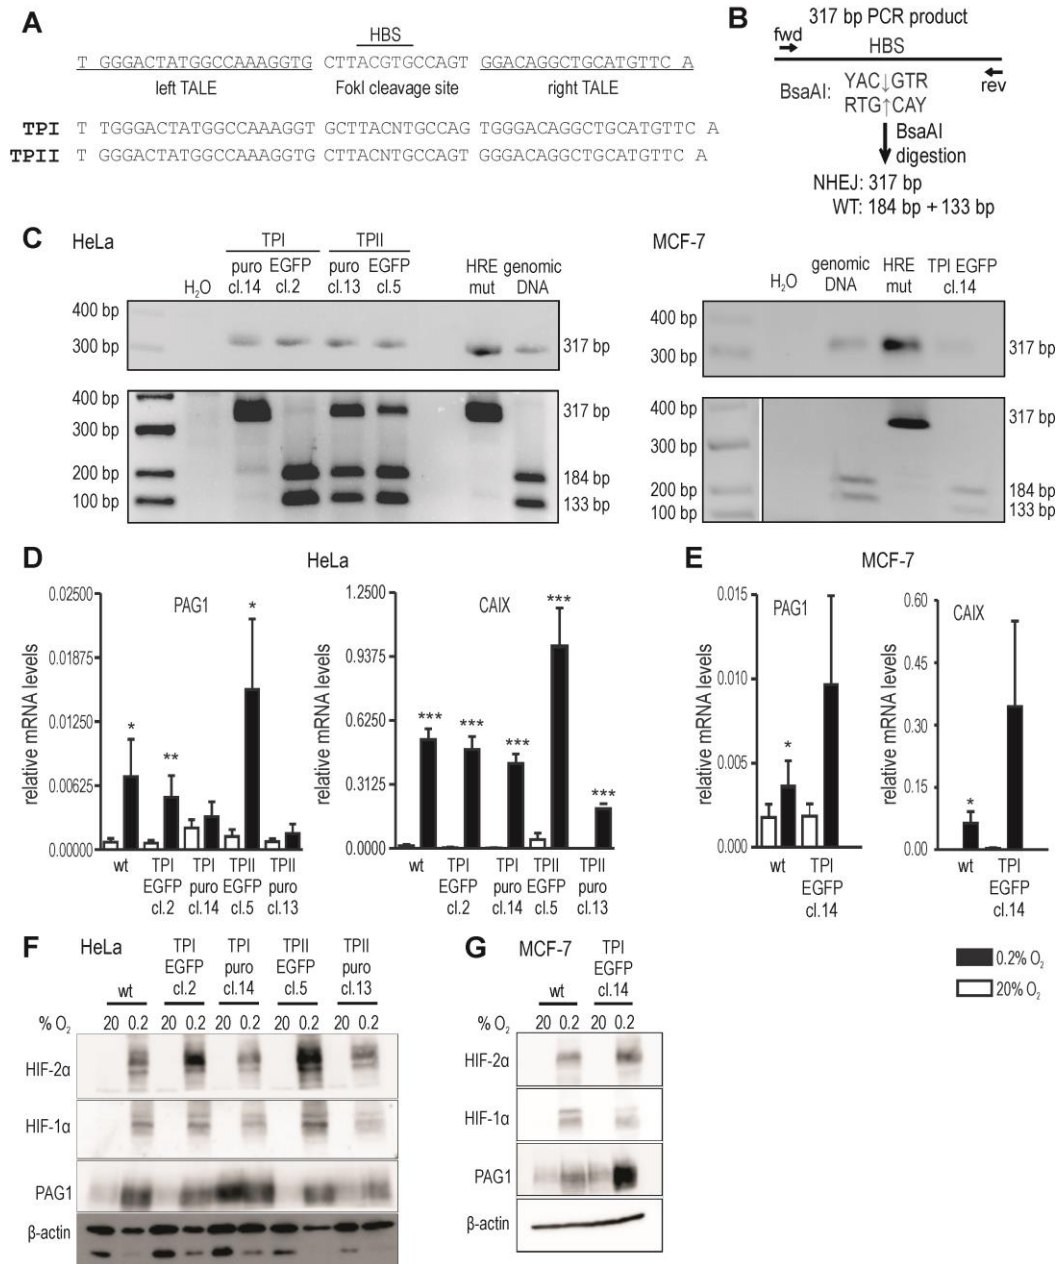 A
HBS
T GGGACTATGGCCAAAGGTG CTTACGTGCCAGT GGACAGGCTGCATGTTC A
left TALE FokI cleavage site right TALE
TPI T TGGGACTATGGCCAAAGGT GCTTACNTGCCAG TGGGACAGGCTGCATGTTC A
TPII T GGGACTATGGCCAAAGGTG CTTACNTGCCAGT GGGACAGGCTGCATGTTC A
B
317 bp PCR product
fwd
HBS
rev
BsaAI: YAC↓GTR
RTG↑CAY
BsaAI
digestion
NHEJ: 317 bp
WT: 184 bp + 133 bp
C HeLa
TPI TPII
puro EGFP puro EGFP HRE genomic
H₂O cl.14 cl.2 cl.13 cl.5 mut DNA
400 bp
300 bp 317 bp
400 bp 317 bp
300 bp
200 bp 184 bp
100 bp 133 bp
MCF-7
genomic HRE TPI EGFP
H₂O DNA mut cl.14
400 bp
300 bp 317 bp
400 bp 317 bp
300 bp
200 bp 184 bp
100 bp 133 bp
D HeLa
PAG1
relative mRNA levels
0.02500
0.01875
0.01250
0.00625
0.00000
* ** *
wt TPI TPI TPII TPII
EGFP puro EGFP puro
cl.2 cl.14 cl.5 cl.13
CAIX
relative mRNA levels
1.2500
0.9375
0.6250
0.3125
0.0000
*** *** *** *** ***
wt TPI TPI TPII TPII
EGFP puro EGFP puro
cl.2 cl.14 cl.5 cl.13
E MCF-7
PAG1
relative mRNA levels
0.015
0.010
0.005
0.000
*
wt TPI
EGFP
cl.14
CAIX
relative mRNA levels
0.60
0.45
0.30
0.15
0.00
*
wt TPI
EGFP
cl.14
0.2% O₂
20% O₂
F HeLa
TPI TPI TPII TPII
EGFP puro EGFP puro
wt cl.2 cl.14 cl.5 cl.13
% O₂ 20 0.2 20 0.2 20 0.2 20 0.2 20 0.2
HIF-2α
HIF-1α
PAG1
β-actin
G MCF-7
TPI
EGFP
wt cl.14
% O₂ 20 0.2 20 0.2
HIF-2α
HIF-1α
PAG1
β-actin